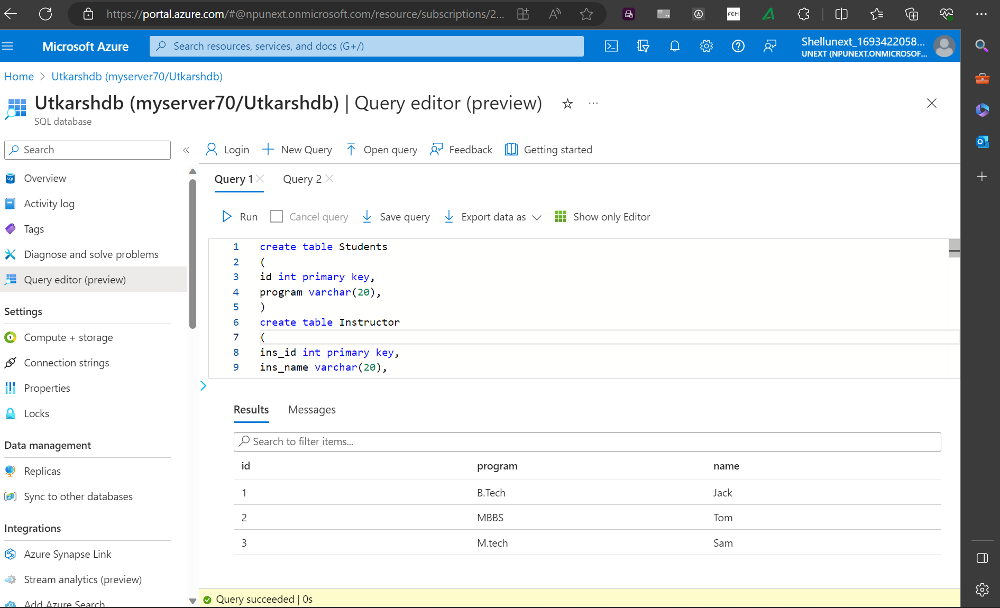 https://portal.azure.com/#@npunext.onmicrosoft.com/resource/subscriptions/2...
FCM
Microsoft Azure
Search resources, services, and docs (G+/)
Shellunext_1693422058...
UNEXT (NPUNEXT.ONMICROSOF...
Home > Utkarshdb (myserver70/Utkarshdb)
Utkarshdb (myserver70/Utkarshdb) | Query editor (preview)
SQL database
Search
Login
New Query
Open query
Feedback
Getting started
Overview
Activity log
Tags
Diagnose and solve problems
Query editor (preview)
Settings
Compute + storage
Connection strings
Properties
Locks
Data management
Replicas
Sync to other databases
Integrations
Azure Synapse Link
Stream analytics (preview)
Add Azure Search
Query 1
Query 2
Run
Cancel query
Save query
Export data as
Show only Editor
1 create table Students
2 (
3 id int primary key,
4 program varchar(20),
5 )
6 create table Instructor
7 (
8 ins_id int primary key,
9 ins_name varchar(20),
Results
Messages
Search to filter items...
id program name
1 B.Tech Jack
2 MBBS Tom
3 M.tech Sam
Query succeeded | 0s